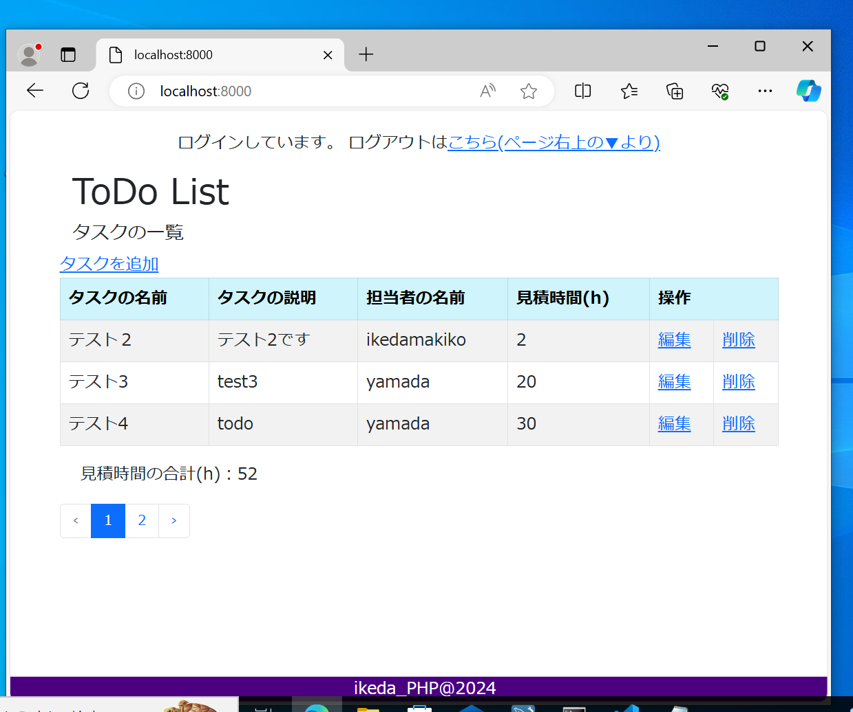 localhost:8000
localhost:8000
ログインしています。 ログアウトはこちら(ページ右上の▼より)
ToDo List
タスクの一覧
タスクを追加
タスクの名前 タスクの説明 担当者の名前 見積時間(h) 操作
テスト２ テスト2です ikedamakiko 2 編集 削除
テスト3 test3 yamada 20 編集 削除
テスト4 todo yamada 30 編集 削除
見積時間の合計(h) : 52
‹ 1 2 ›
ikeda_PHP@2024